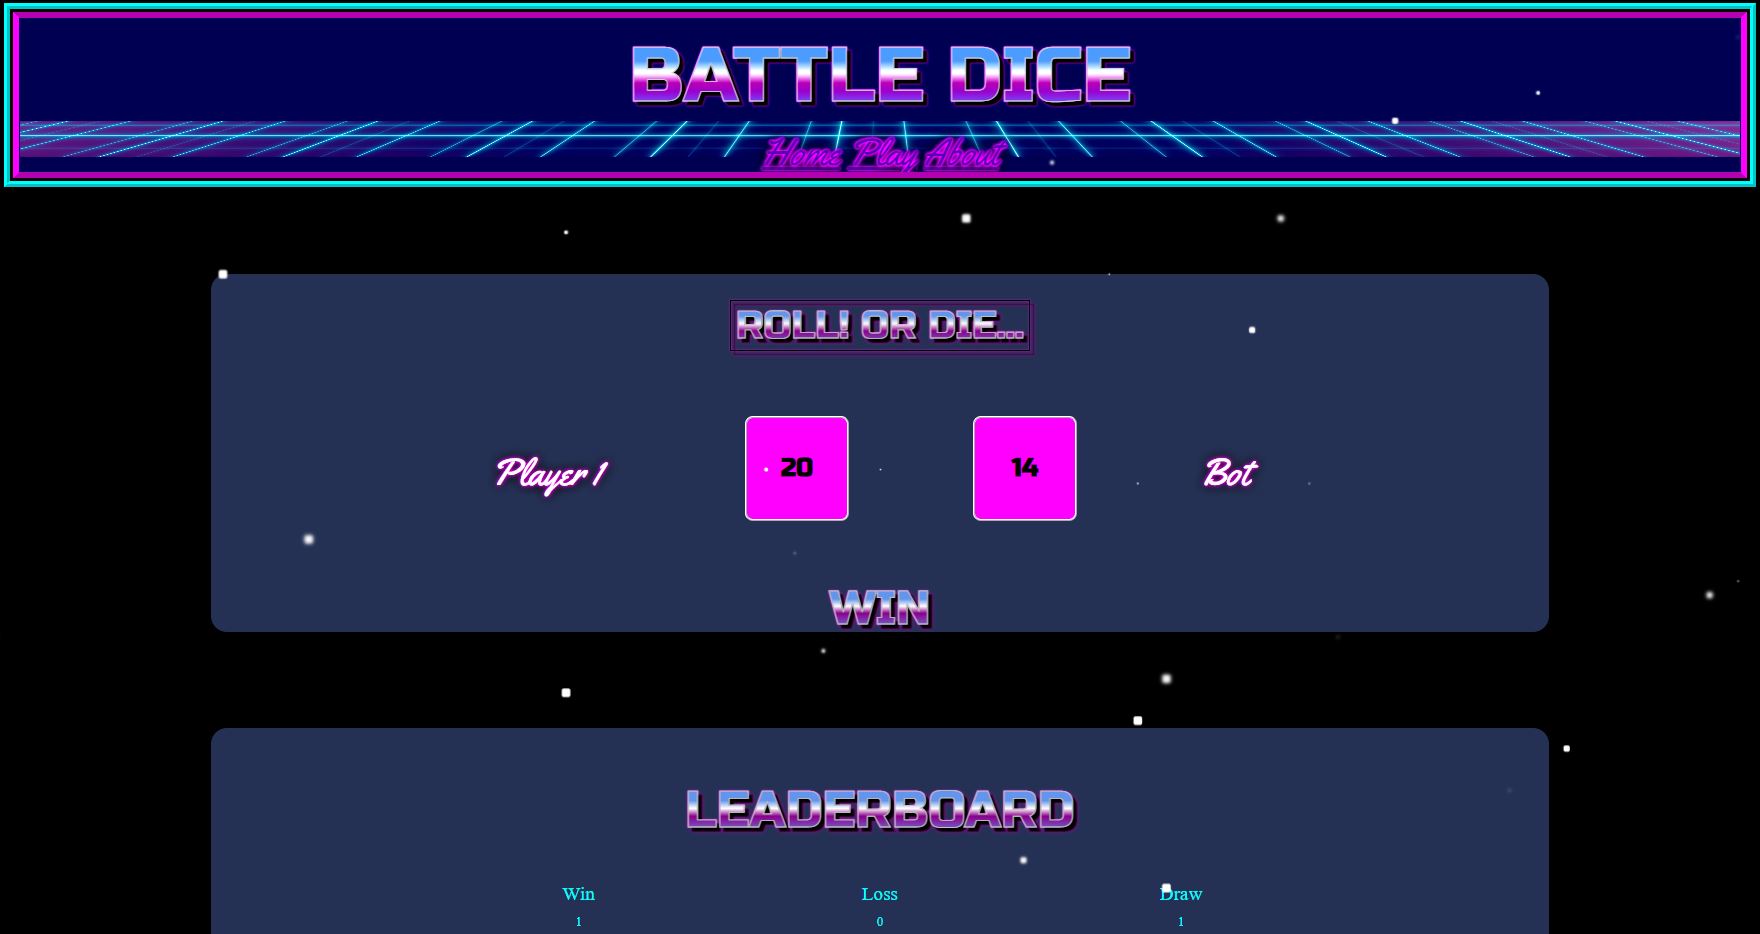 BATTLE DICE
Home Play About
ROLL! OR DIE...
Player 1 20 14 Bot
WIN
LEADERBOARD
Win Loss Draw
1 0 1